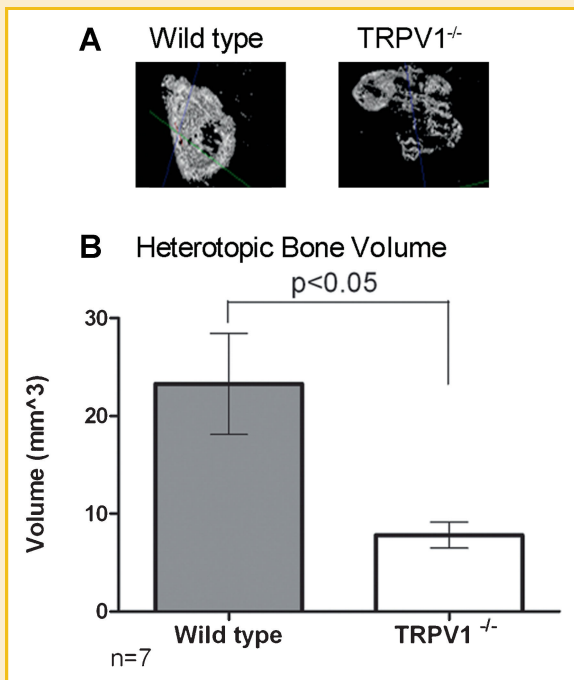 A Wild type TRPV1-/-
B Heterotopic Bone Volume
p<0.05
30
20
10
0
Volume (mm^3)
Wild type TRPV1 -/-
n=7